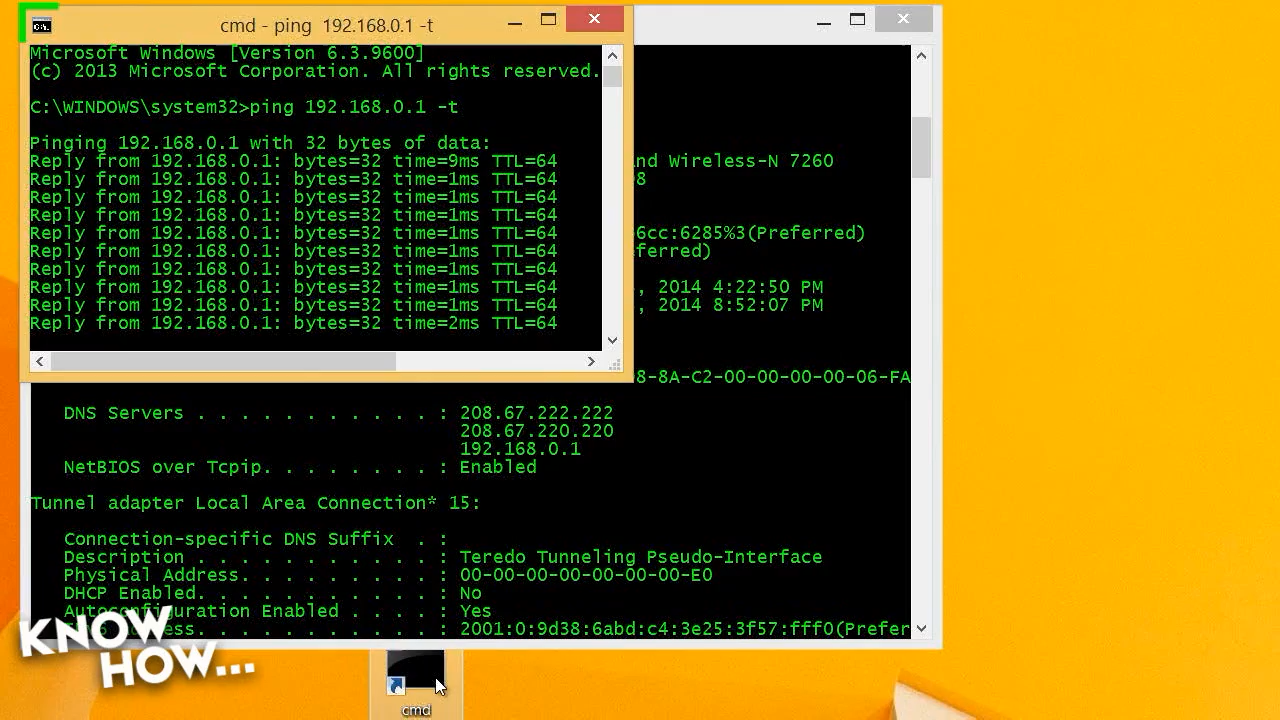 cmd - ping 192.168.0.1 -t
Microsoft Windows [Version 6.3.9600]
(c) 2013 Microsoft Corporation. All rights reserved.
C:\WINDOWS\system32>ping 192.168.0.1 -t
Pinging 192.168.0.1 with 32 bytes of data:
Reply from 192.168.0.1: bytes=32 time=9ms TTL=64
Reply from 192.168.0.1: bytes=32 time=1ms TTL=64
Reply from 192.168.0.1: bytes=32 time=1ms TTL=64
Reply from 192.168.0.1: bytes=32 time=1ms TTL=64
Reply from 192.168.0.1: bytes=32 time=1ms TTL=64
Reply from 192.168.0.1: bytes=32 time=1ms TTL=64
Reply from 192.168.0.1: bytes=32 time=1ms TTL=64
Reply from 192.168.0.1: bytes=32 time=1ms TTL=64
Reply from 192.168.0.1: bytes=32 time=1ms TTL=64
Reply from 192.168.0.1: bytes=32 time=2ms TTL=64
Wireless-N 7260
6cc:6285%3(Preferred)
ferred)
, 2014 4:22:50 PM
, 2014 8:52:07 PM
8-8A-C2-00-00-00-00-06-FA
DNS Servers . . . . . . . . . . . : 208.67.222.222
208.67.220.220
192.168.0.1
NetBIOS over Tcpip. . . . . . . . : Enabled
Tunnel adapter Local Area Connection* 15:
Connection-specific DNS Suffix . :
Description . . . . . . . . . . . : Teredo Tunneling Pseudo-Interface
Physical Address. . . . . . . . . : 00-00-00-00-00-00-00-E0
DHCP Enabled. . . . . . . . . . . : No
Autoconfiguration Enabled . . . . : Yes
. . . . . . . . . . . : 2001:0:9d38:6abd:c4:3e25:3f57:fff0(Prefer
KNOW
HOW...
cmd